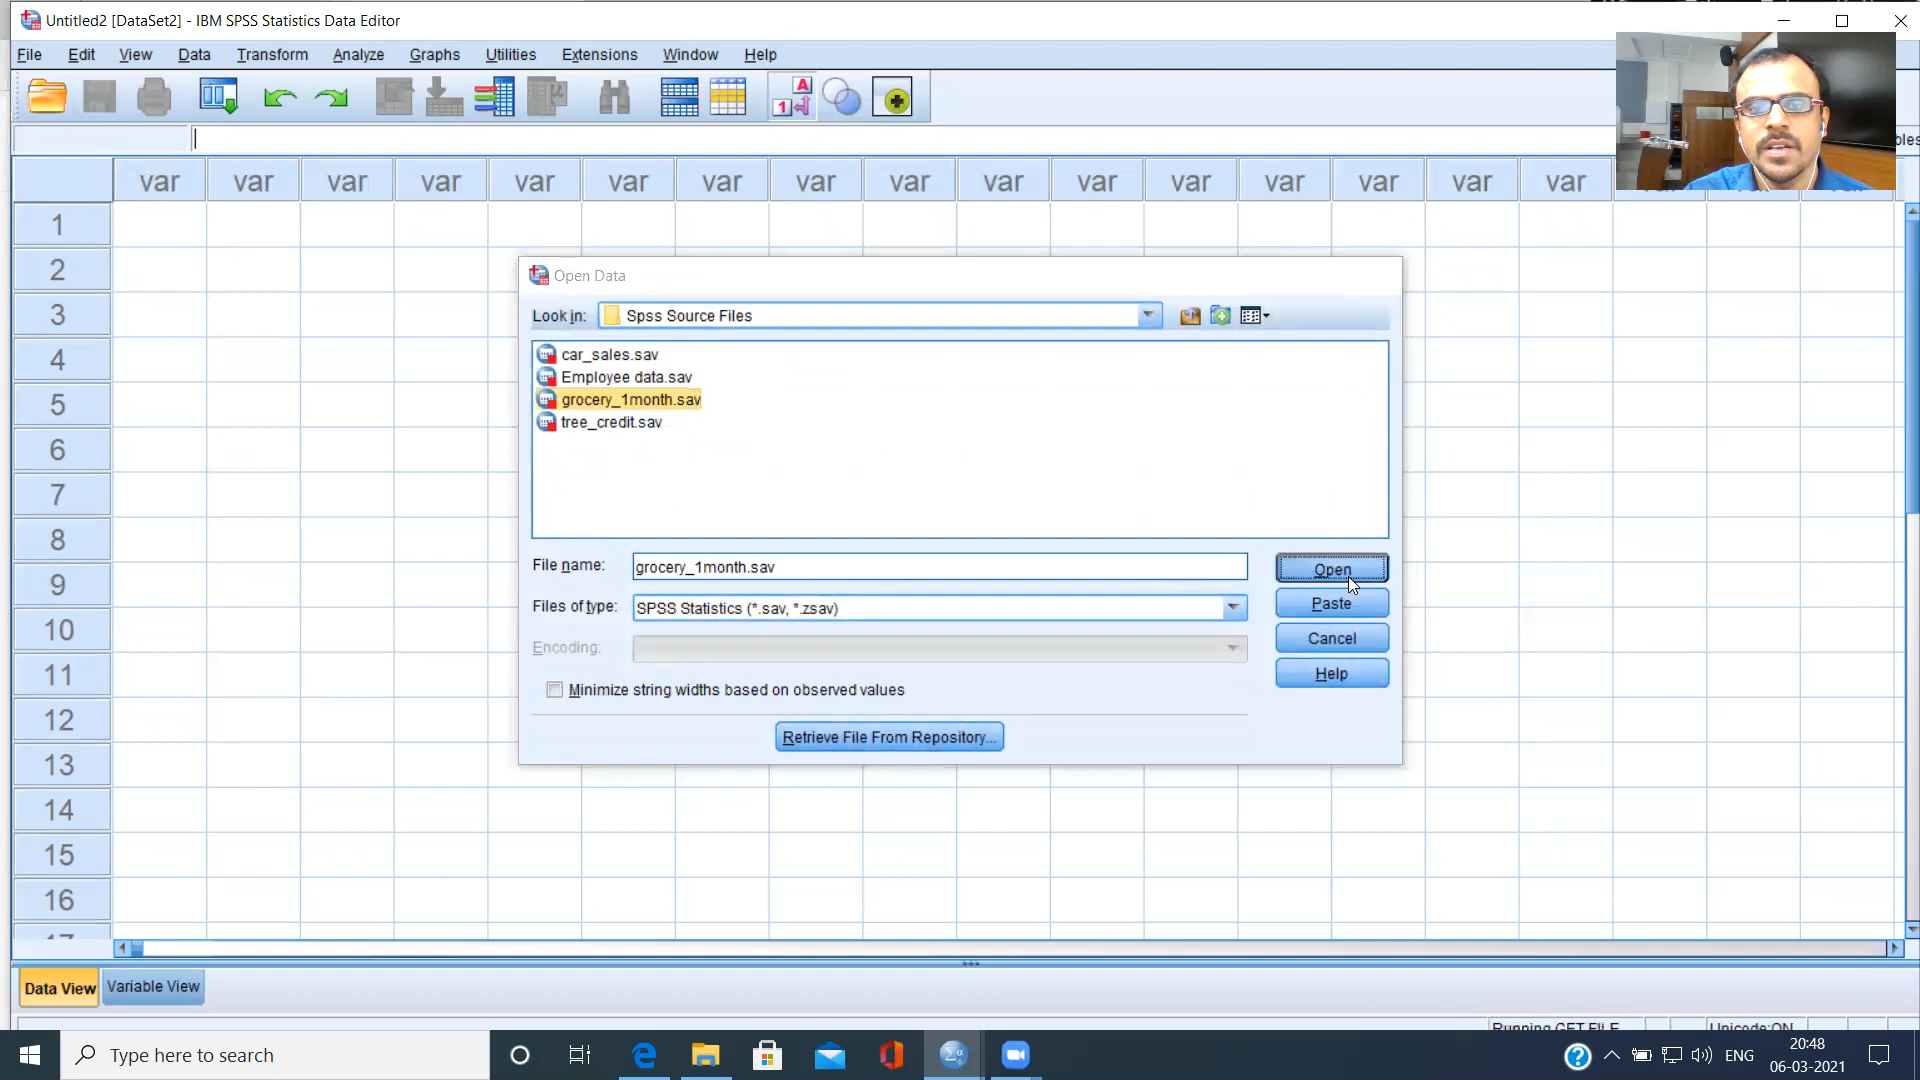 Untitled2 [DataSet2] - IBM SPSS Statistics Data Editor
File Edit View Data Transform Analyze Graphs Utilities Extensions Window Help
var var var var var var var var var var var var var var var var
1
2
3
4
5
6
7
8
9
10
11
12
13
14
15
16
Open Data
Look in: Spss Source Files
car_sales.sav
Employee data.sav
grocery_1month.sav
tree_credit.sav
File name: grocery_1month.sav Open
Files of type: SPSS Statistics (*.sav, *.zsav) Paste
Encoding: Cancel
Minimize string widths based on observed values Help
Retrieve File From Repository...
Data View Variable View
Running GET FILE Unicode:ON
Type here to search
ENG 20:48
06-03-2021